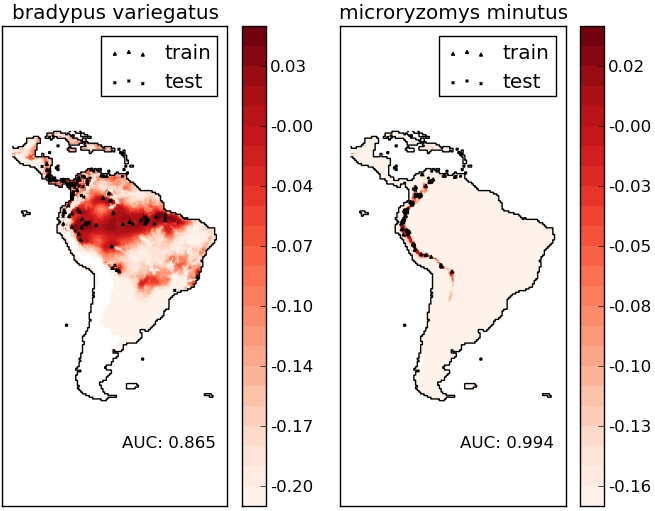 bradypus variegatus
train
test
0.03
-0.00
-0.04
-0.07
-0.10
-0.14
-0.17
-0.20
AUC: 0.865
microryzomys minutus
train
test
0.02
-0.00
-0.03
-0.05
-0.08
-0.10
-0.13
-0.16
AUC: 0.994